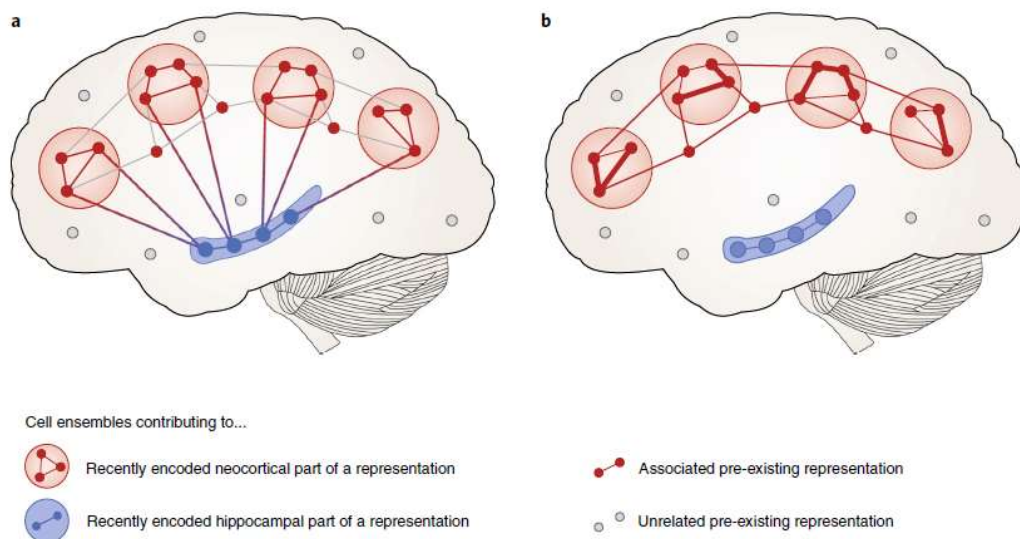 a
b
Cell ensembles contributing to...
Recently encoded neocortical part of a representation
Associated pre-existing representation
Recently encoded hippocampal part of a representation
Unrelated pre-existing representation